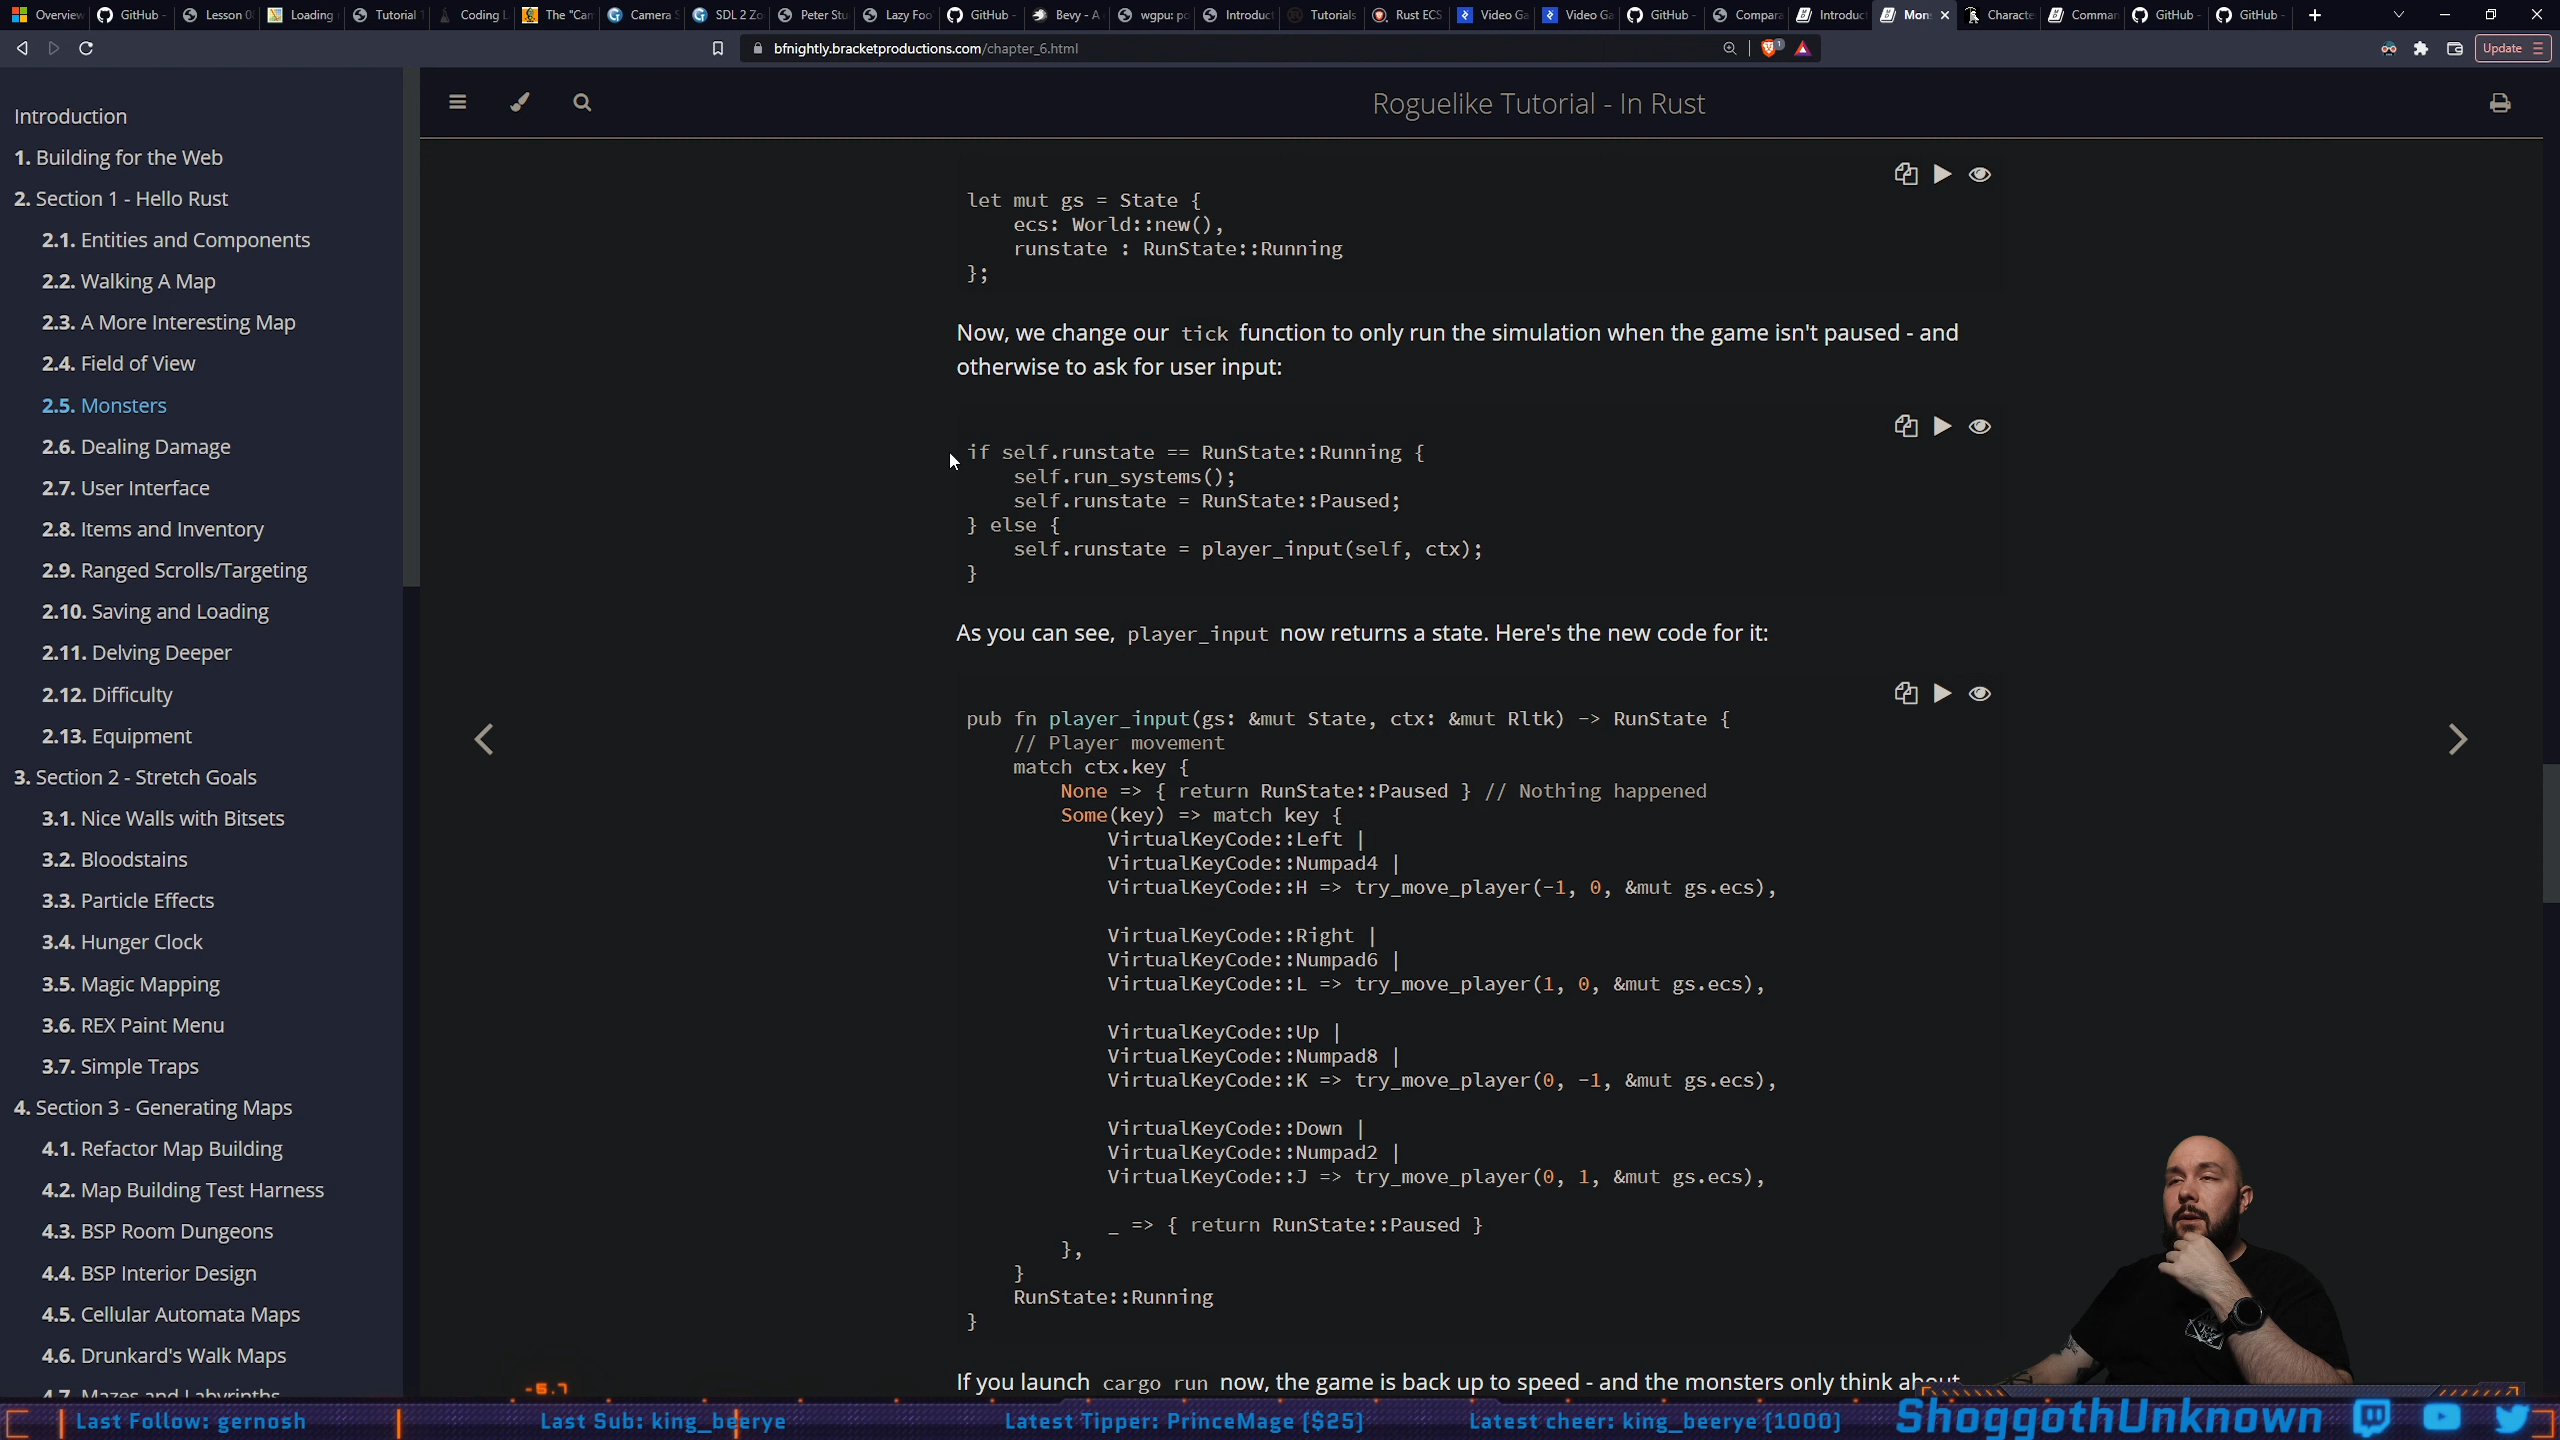 Overview
GitHub -
Lesson 0
Loading
Tutorial
Coding L
The "Can
Camera
SDL 2 Zo
Peter Stu
Lazy Foo
GitHub -
Bevy - A
wgpu: po
Introduct
Tutorials
Rust ECS
Video Ga
Video Ga
GitHub -
Compara
Introduct
Mons
Characte
Comman
GitHub -
GitHub -
bfnightly.bracketproductions.com/chapter_6.html
1
Update
Roguelike Tutorial - In Rust
Introduction
1. Building for the Web
2. Section 1 - Hello Rust
2.1. Entities and Components
2.2. Walking A Map
2.3. A More Interesting Map
2.4. Field of View
2.5. Monsters
2.6. Dealing Damage
2.7. User Interface
2.8. Items and Inventory
2.9. Ranged Scrolls/Targeting
2.10. Saving and Loading
2.11. Delving Deeper
2.12. Difficulty
2.13. Equipment
3. Section 2 - Stretch Goals
3.1. Nice Walls with Bitsets
3.2. Bloodstains
3.3. Particle Effects
3.4. Hunger Clock
3.5. Magic Mapping
3.6. REX Paint Menu
3.7. Simple Traps
4. Section 3 - Generating Maps
4.1. Refactor Map Building
4.2. Map Building Test Harness
4.3. BSP Room Dungeons
4.4. BSP Interior Design
4.5. Cellular Automata Maps
4.6. Drunkard's Walk Maps
4.7. Mazes and Labyrinths
let mut gs = State {
    ecs: World::new(),
    runstate : RunState::Running
};
Now, we change our tick function to only run the simulation when the game isn't paused - and
otherwise to ask for user input:
if self.runstate == RunState::Running {
    self.run_systems();
    self.runstate = RunState::Paused;
} else {
    self.runstate = player_input(self, ctx);
}
As you can see, player_input now returns a state. Here's the new code for it:
pub fn player_input(gs: &mut State, ctx: &mut Rltk) -> RunState {
    // Player movement
    match ctx.key {
        None => { return RunState::Paused } // Nothing happened
        Some(key) => match key {
            VirtualKeyCode::Left |
            VirtualKeyCode::Numpad4 |
            VirtualKeyCode::H => try_move_player(-1, 0, &mut gs.ecs),
            VirtualKeyCode::Right |
            VirtualKeyCode::Numpad6 |
            VirtualKeyCode::L => try_move_player(1, 0, &mut gs.ecs),
            VirtualKeyCode::Up |
            VirtualKeyCode::Numpad8 |
            VirtualKeyCode::K => try_move_player(0, -1, &mut gs.ecs),
            VirtualKeyCode::Down |
            VirtualKeyCode::Numpad2 |
            VirtualKeyCode::J => try_move_player(0, 1, &mut gs.ecs),
            _ => { return RunState::Paused }
        },
    }
    RunState::Running
}
If you launch cargo run now, the game is back up to speed - and the monsters only think about
-6.7
Last Follow: gernosh
Last Sub: king_beerye
Latest Tipper: PrinceMage ($25)
Latest cheer: king_beerye (1000)
ShoggothUnknown